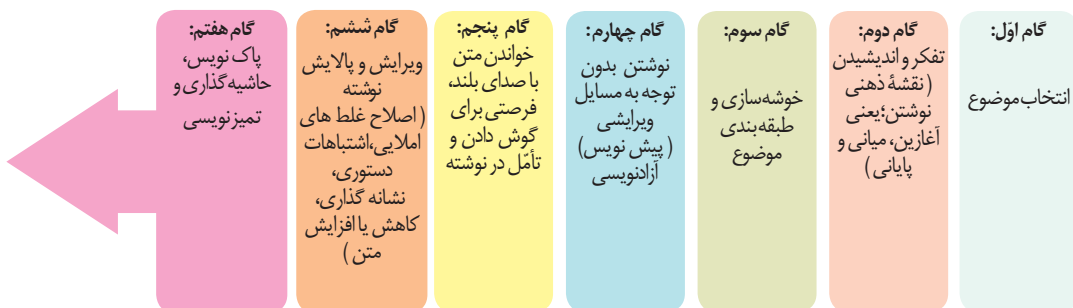 گام اوّل:
انتخاب موضوع
گام دوم:
تفکر و اندیشیدن
( نقشهٔ ذهنی
نوشتن؛یعنی
آغازین، میانی و
پایانی )
گام سوم:
خوشه‌سازی و
طبقه‌بندی
موضوع
گام چهارم:
نوشتن بدون
توجه به مسایل
ویرایشی
( پیش نویس)
آزادنویسی
گام پنجم:
خواندن متن
با صدای بلند،
فرصتی برای
گوش دادن و
تأمّل در نوشته
گام ششم:
ویرایش و پالایش
نوشته
( اصلاح غلط های
املایی،اشتباهات
دستوری،
نشانه گذاری،
کاهش یا افزایش
متن )
گام هفتم:
پاک نویس،
حاشیه‌گذاری و
تمیزنویسی